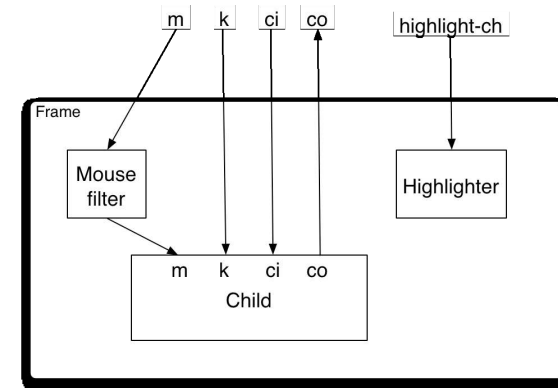 m k ci co highlight-ch
Frame
Mouse
filter
Highlighter
m k ci co
Child